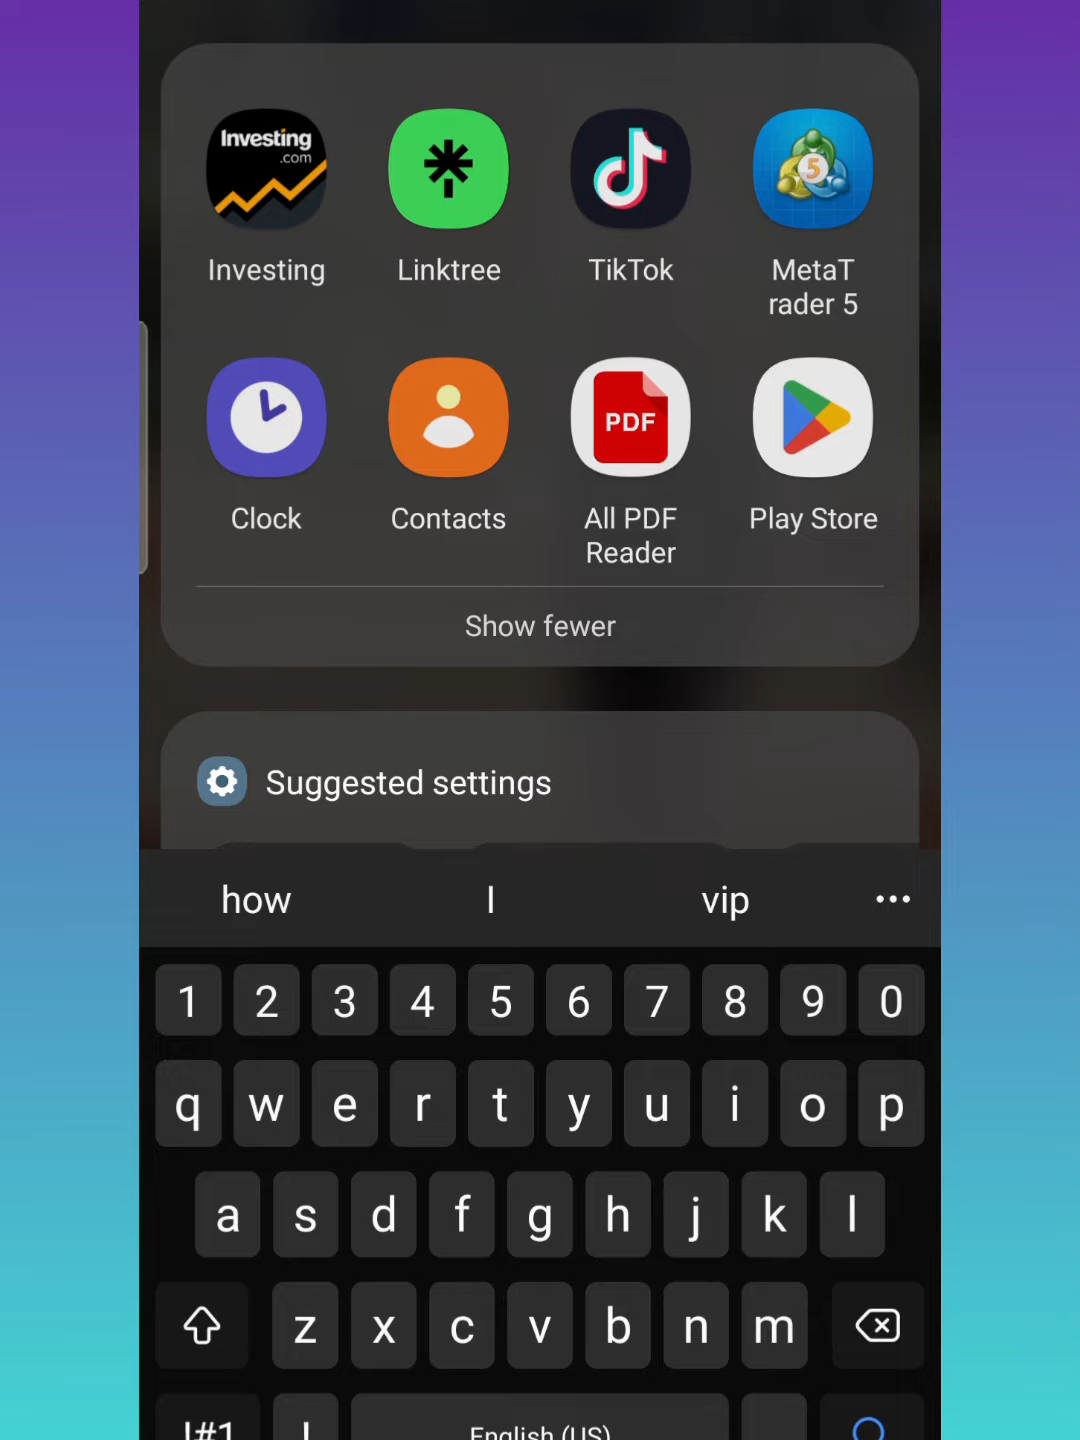 Investing
.com
5
Investing
Linktree
TikTok
MetaT
rader 5
PDF
Clock
Contacts
All PDF
Reader
Play Store
Show fewer
Suggested settings
how I vip
1 2 3 4 5 6 7 8 9 0
q w e r t y u i o p
a s d f g h j k l
z x c v b n m
!#1 English (US)